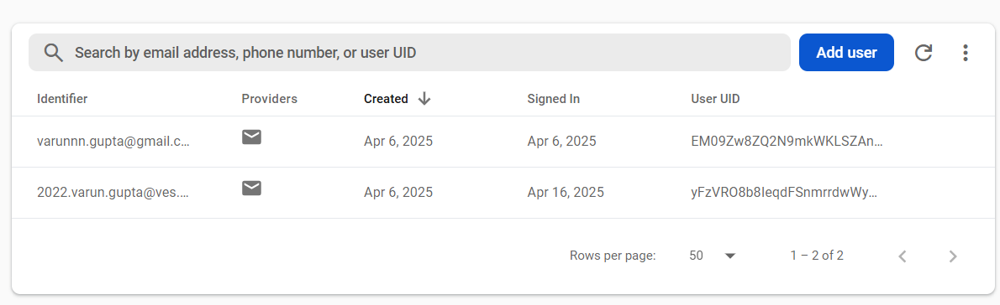 Search by email address, phone number, or user UID Add user
Identifier Providers Created Signed In User UID
varunnn.gupta@gmail.c... Apr 6, 2025 Apr 6, 2025 EM09Zw8ZQ2N9mkWKLSZAn...
2022.varun.gupta@ves.... Apr 6, 2025 Apr 16, 2025 yFzVRO8b8IeqdFSnmrrdwWy...
Rows per page: 50 1 – 2 of 2